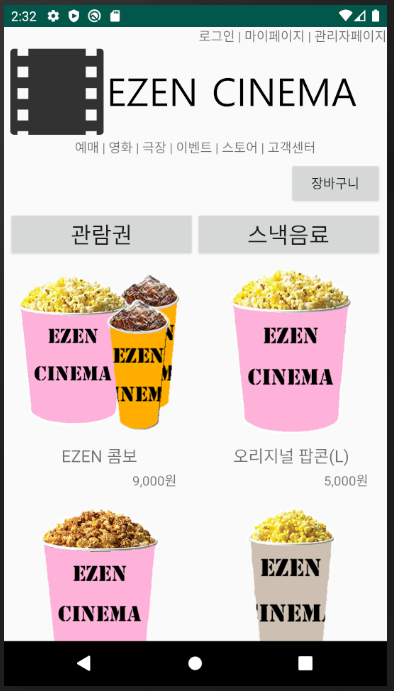 2:32
로그인 | 마이페이지 | 관리자페이지
EZEN CINEMA
예매 | 영화 | 극장 | 이벤트 | 스토어 | 고객센터
장바구니
관람권
스낵음료
EZEN
CINEMA
EZEN
CINEM
N
M
EZEN
CINEMA
EZEN 콤보
9,000원
오리지널 팝콘(L)
5,000원
EZEN
CINEMA
EZEN
CINEMA